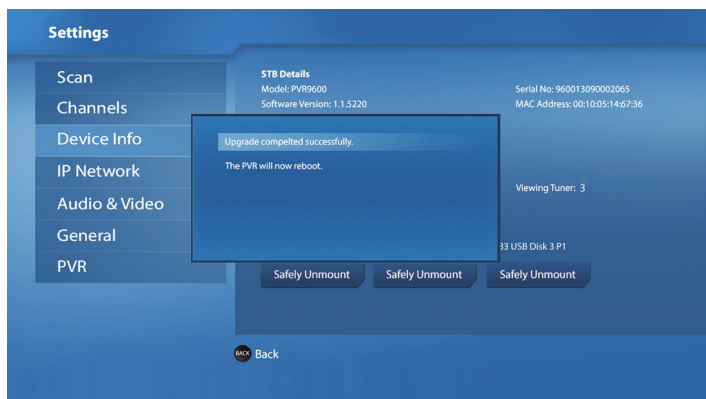 Settings
Scan
Channels
Device Info
IP Network
Audio & Video
General
PVR
STB Details
Model: PVR9600
Serial No: 960013090002065
Software Version: 1.1.5220
MAC Address: 00:10:05:14:67:36
Upgrade compelted successfully.
The PVR will now reboot.
Viewing Tuner: 3
33 USB Disk 3 P1
Safely Unmount
Safely Unmount
Safely Unmount
BACK Back